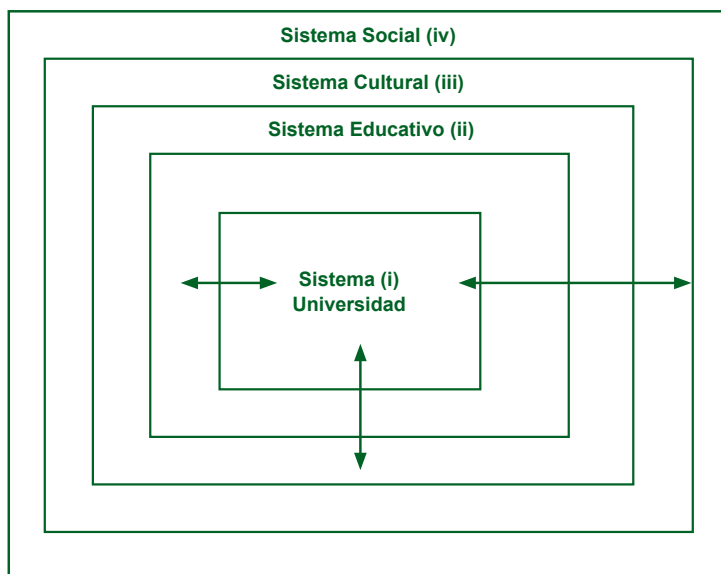 Sistema Social (iv)
Sistema Cultural (iii)
Sistema Educativo (ii)
Sistema (i)
Universidad